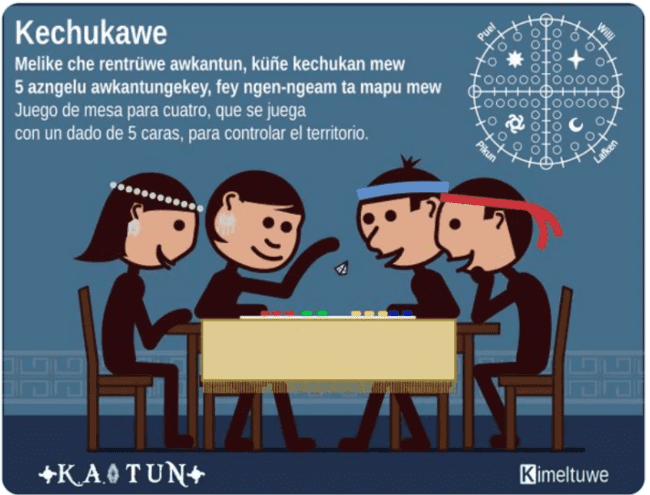 Kechukawe
Melike che rentrüwe awkantun, küñe kechukan mew
5 azngelu awkantungekey, fey ngen-ngeam ta mapu mew
Juego de mesa para cuatro, que se juega
con un dado de 5 caras, para controlar el territorio.
Puel
Willi
Pikun
Lafken
KATUN
Kimeltuwe